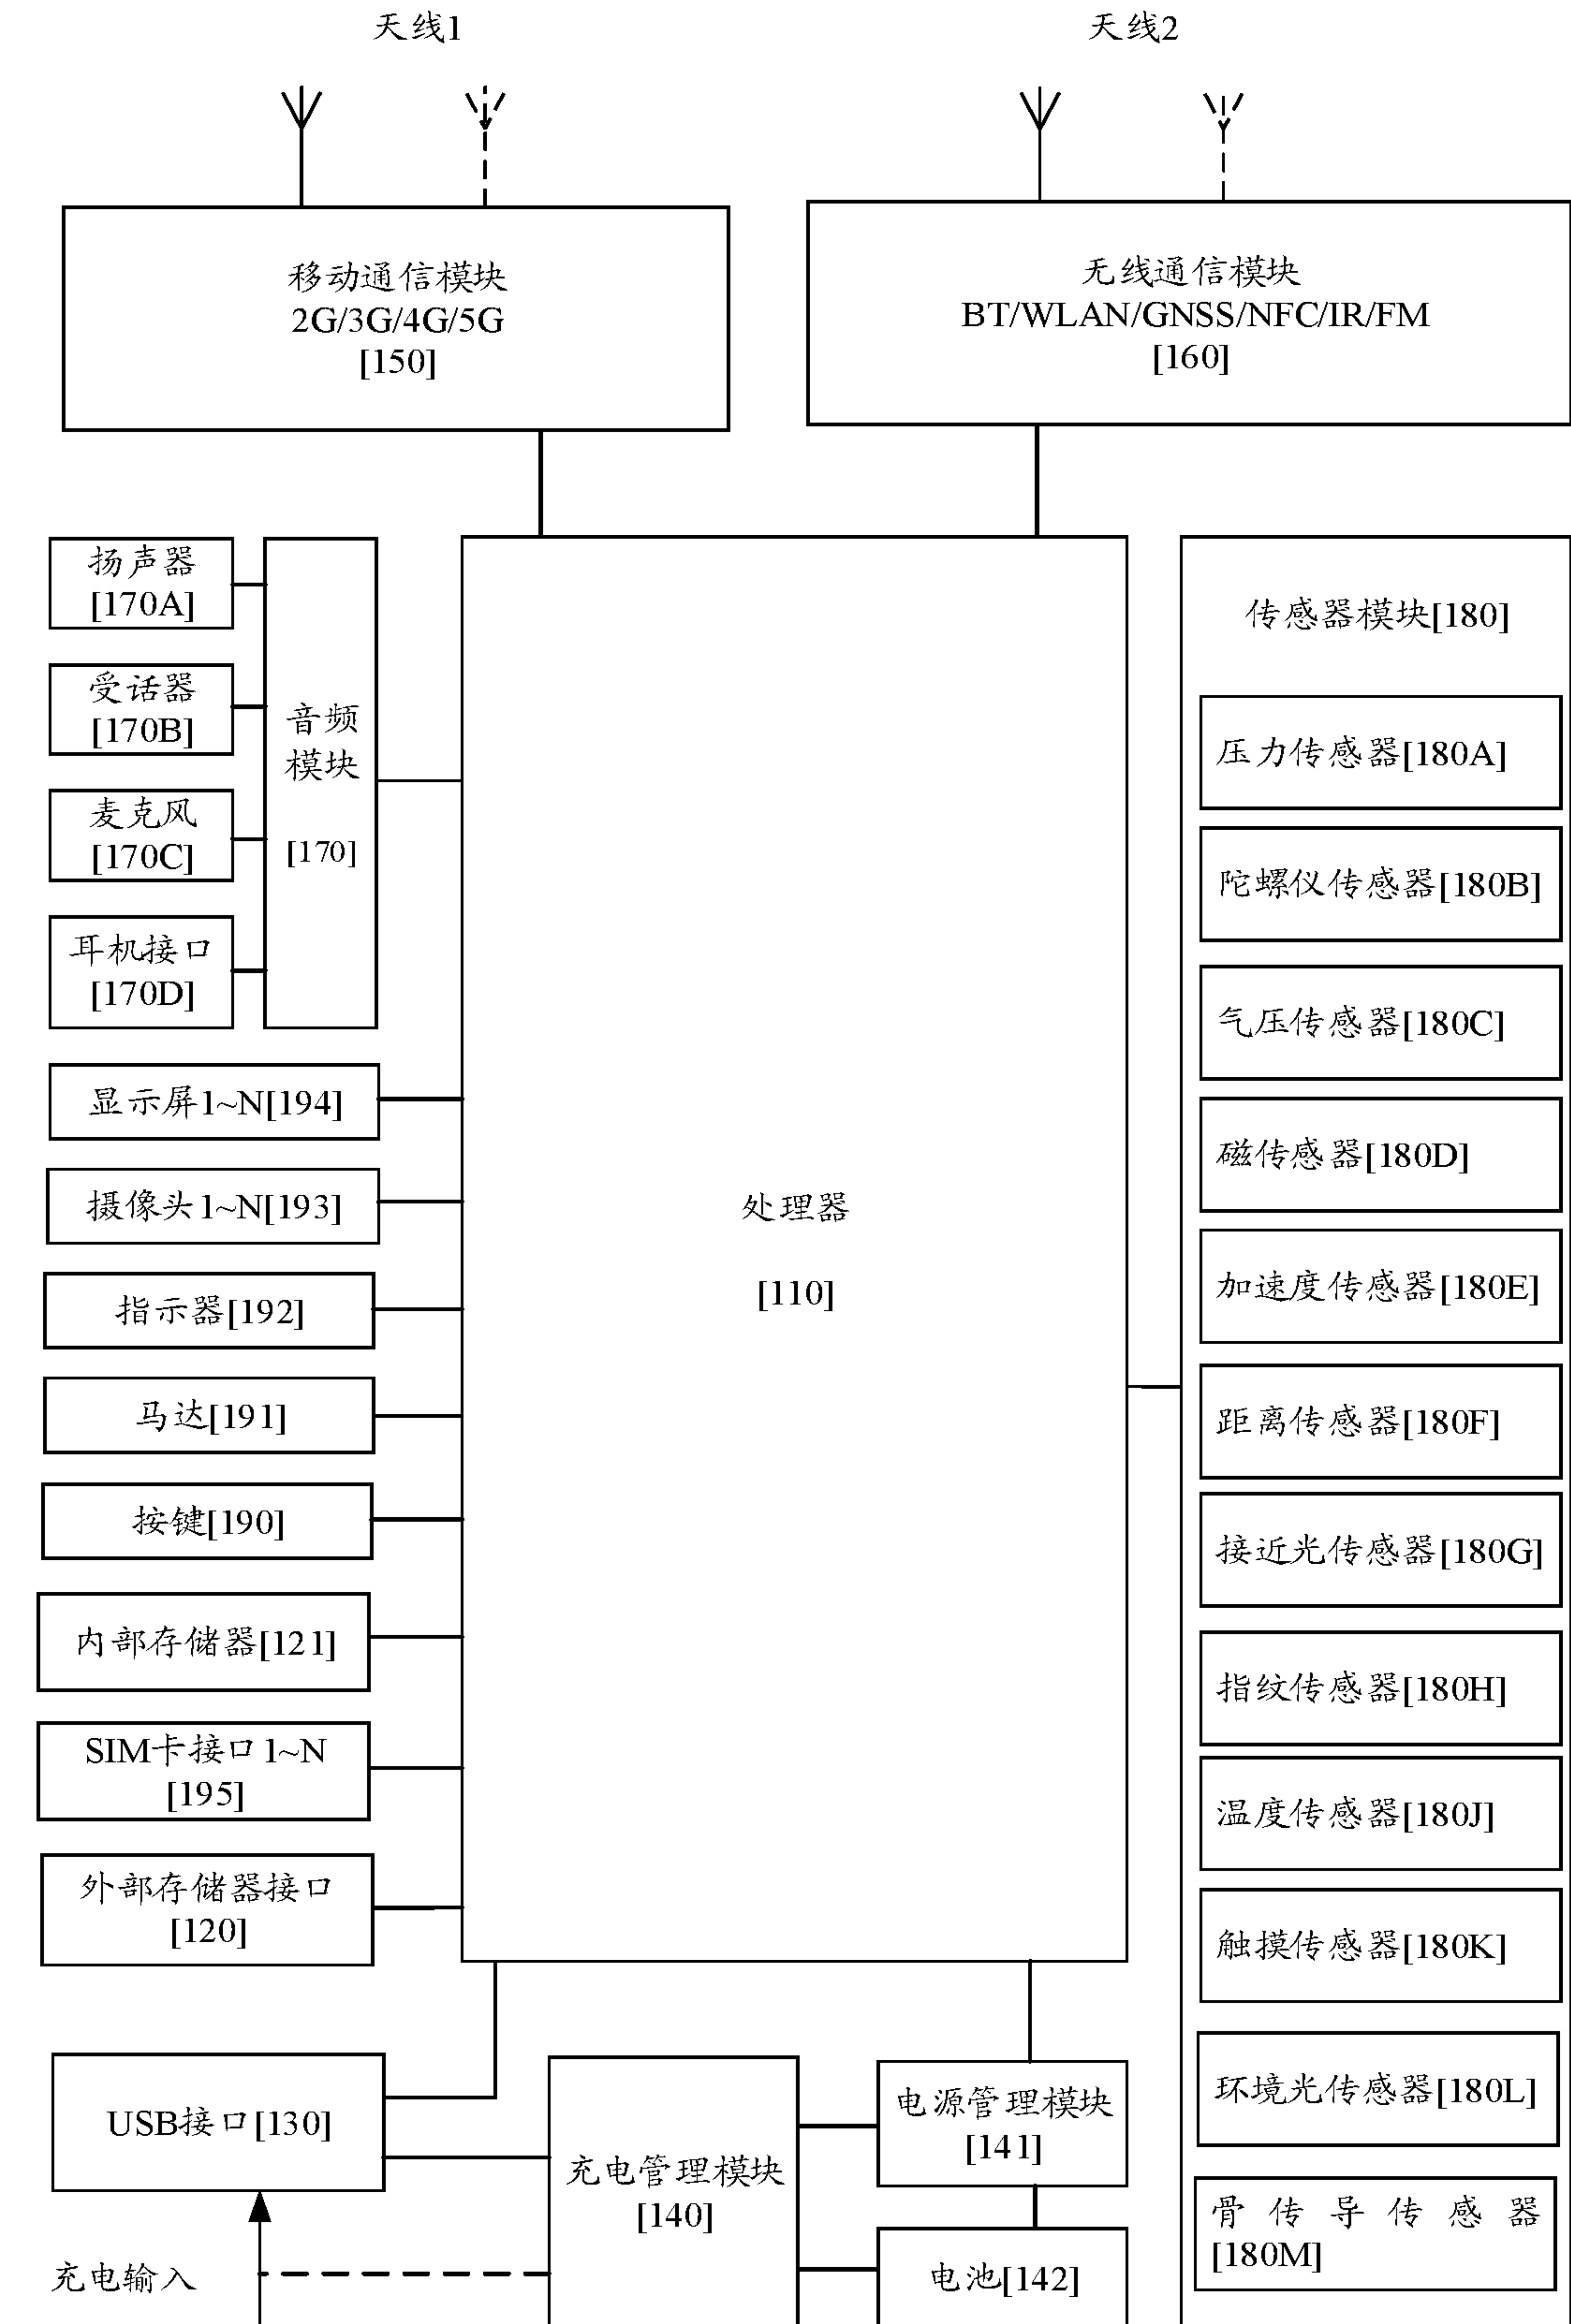 天线1
天线2
移动通信模块
2G/3G/4G/5G
[150]
无线通信模块
BT/WLAN/GNSS/NFC/IR/FM
[160]
扬声器
[170A]
受话器
[170B]
麦克风
[170C]
耳机接口
[170D]
音频
模块
[170]
显示屏1~N[194]
摄像头1~N[193]
指示器[192]
马达[191]
按键[190]
内部存储器[121]
SIM卡接口1~N
[195]
外部存储器接口
[120]
处理器
[110]
传感器模块[180]
压力传感器[180A]
陀螺仪传感器[180B]
气压传感器[180C]
磁传感器[180D]
加速度传感器[180E]
距离传感器[180F]
接近光传感器[180G]
指纹传感器[180H]
温度传感器[180J]
触摸传感器[180K]
环境光传感器[180L]
骨传导传感器
[180M]
USB接口[130]
充电管理模块
[140]
电源管理模块
[141]
电池[142]
充电输入